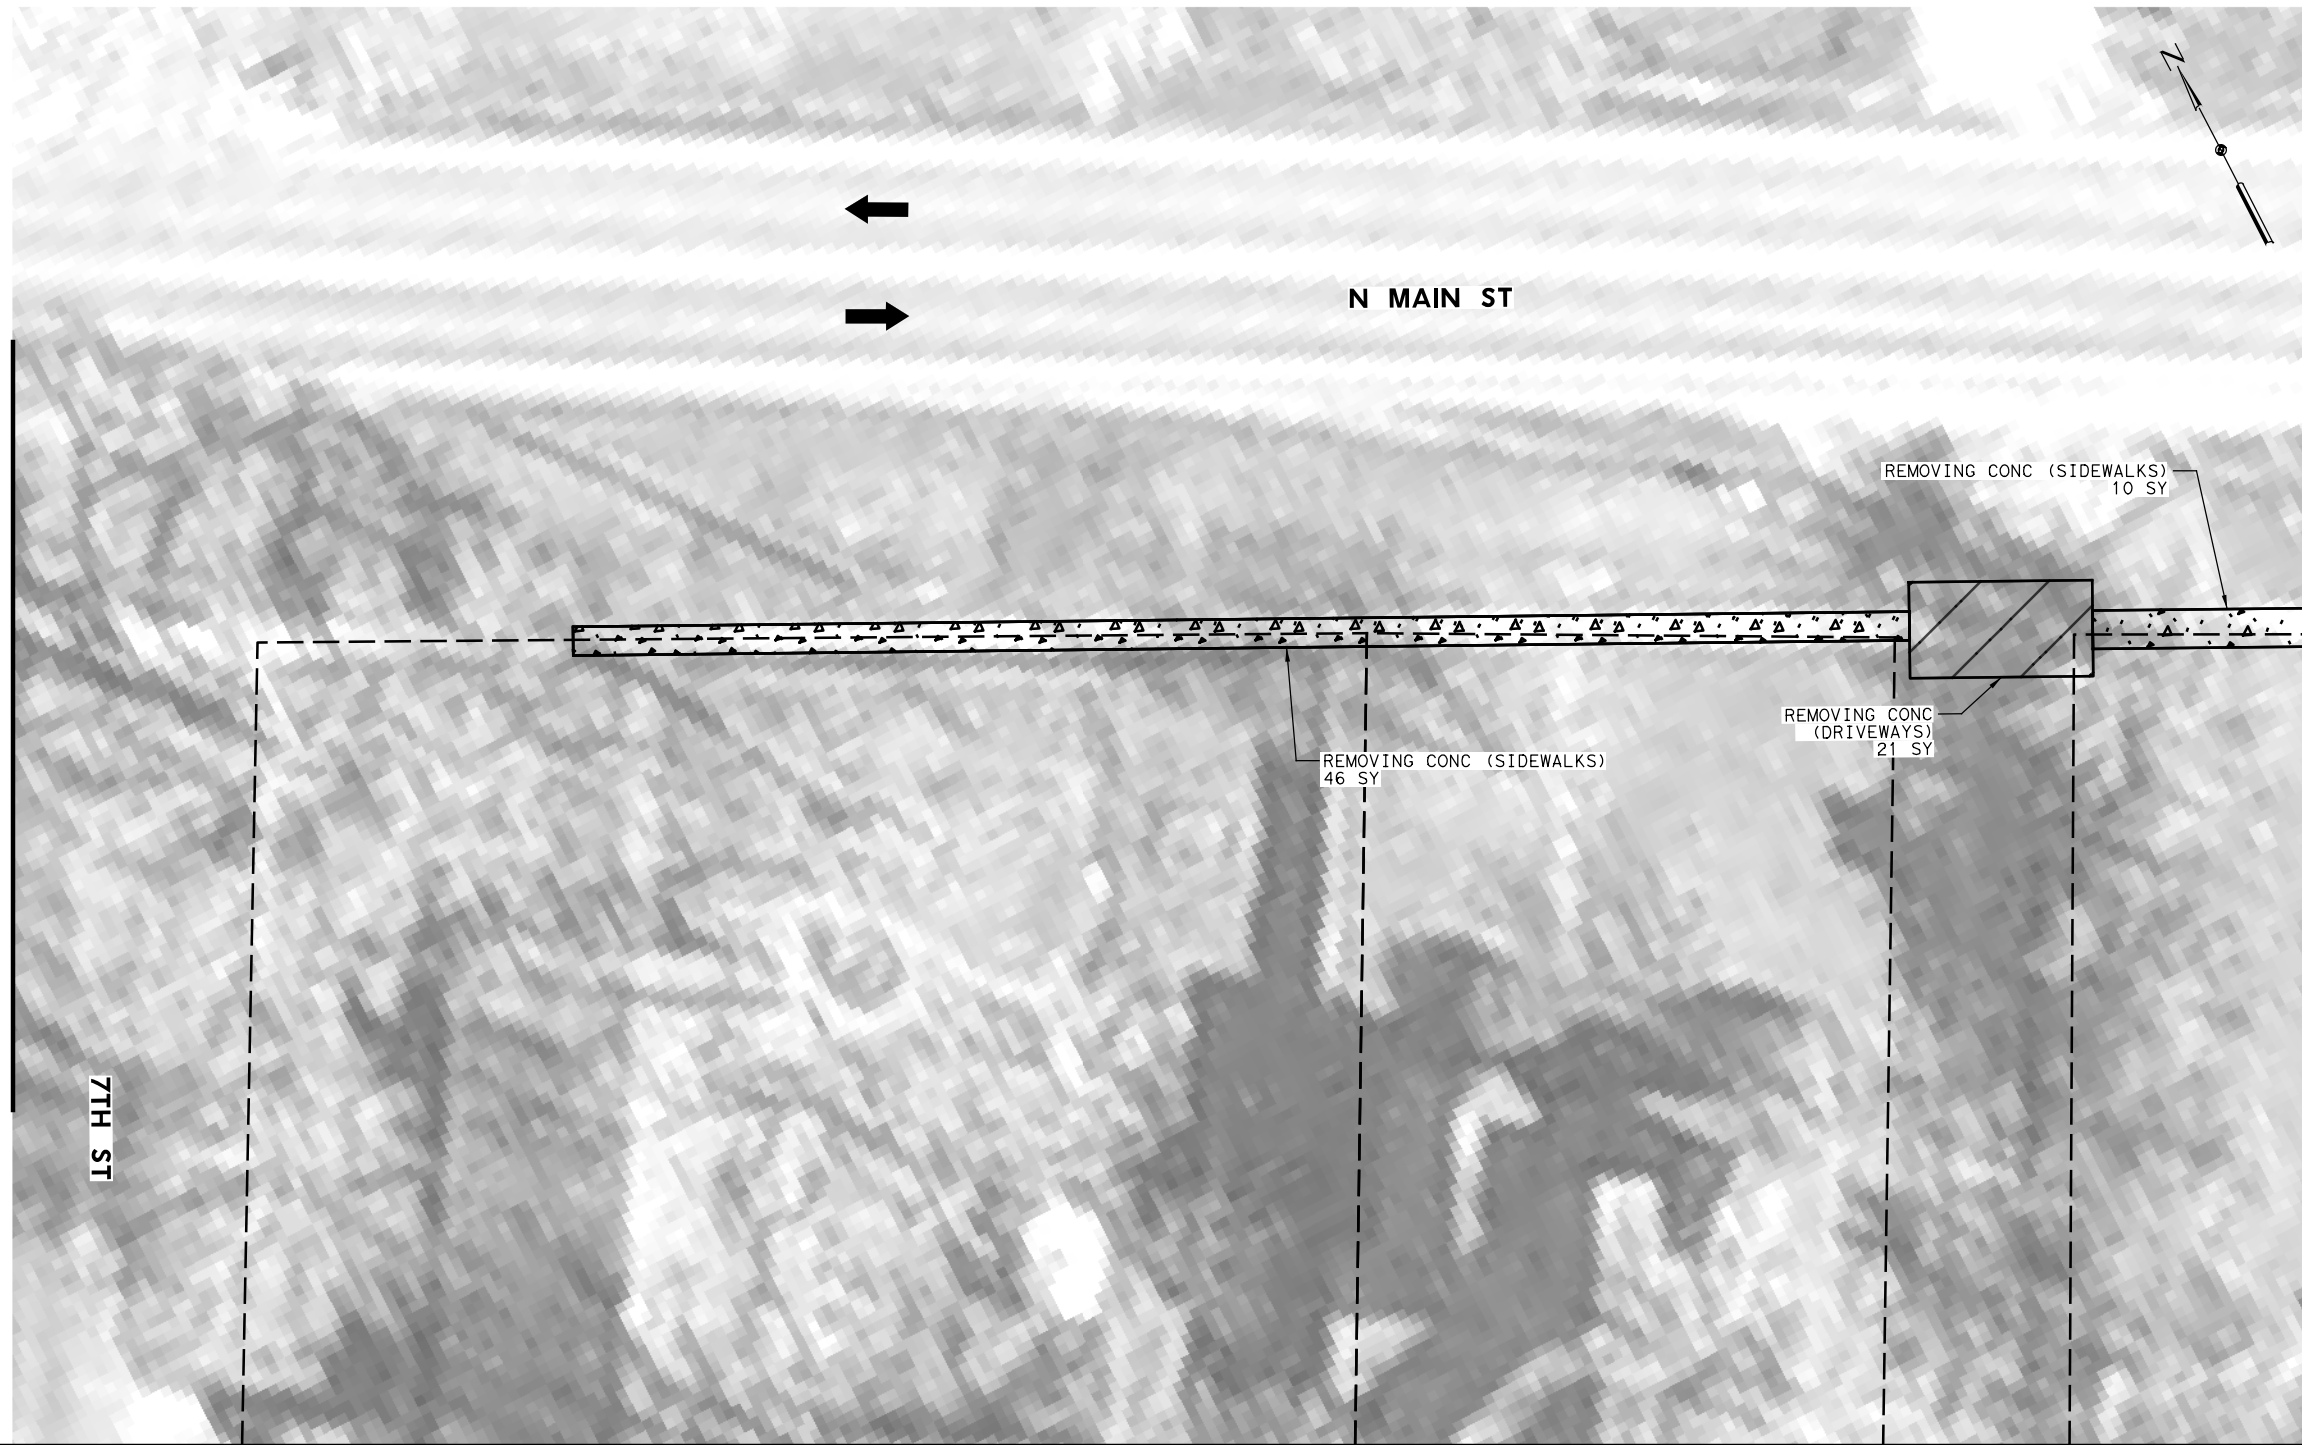 N
N MAIN ST
REMOVING CONC (SIDEWALKS)
10 SY
REMOVING CONC
(DRIVEWAYS)
21 SY
REMOVING CONC (SIDEWALKS)
46 SY
7TH ST